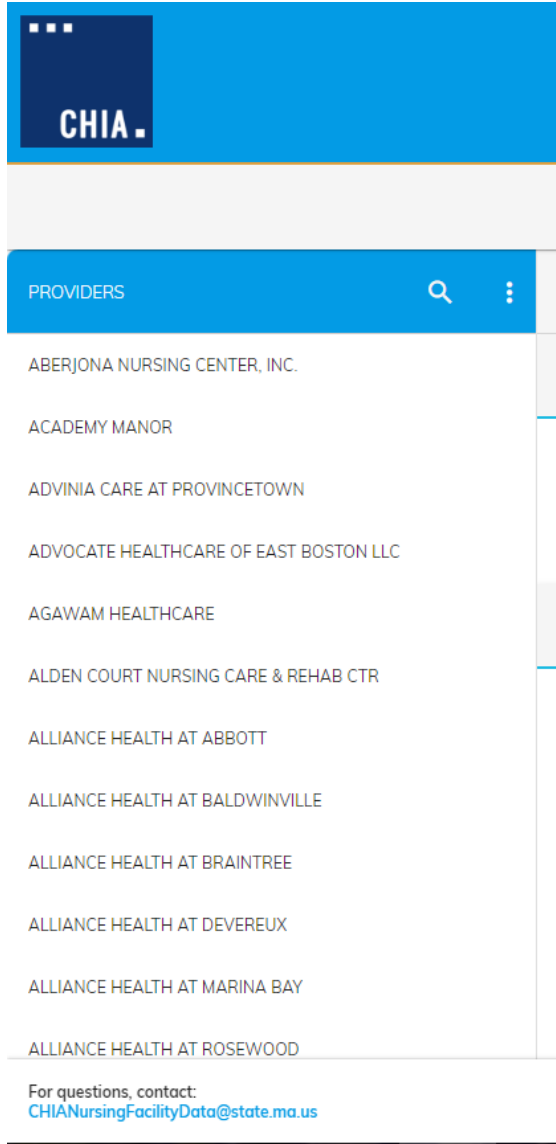 CHIA.
PROVIDERS
ABERJONA NURSING CENTER, INC.
ACADEMY MANOR
ADVINIA CARE AT PROVINCETOWN
ADVOCATE HEALTHCARE OF EAST BOSTON LLC
AGAWAM HEALTHCARE
ALDEN COURT NURSING CARE & REHAB CTR
ALLIANCE HEALTH AT ABBOTT
ALLIANCE HEALTH AT BALDWINVILLE
ALLIANCE HEALTH AT BRAINTREE
ALLIANCE HEALTH AT DEVEREUX
ALLIANCE HEALTH AT MARINA BAY
ALLIANCE HEALTH AT ROSEWOOD
For questions, contact:
CHIANursingFacilityData@state.ma.us